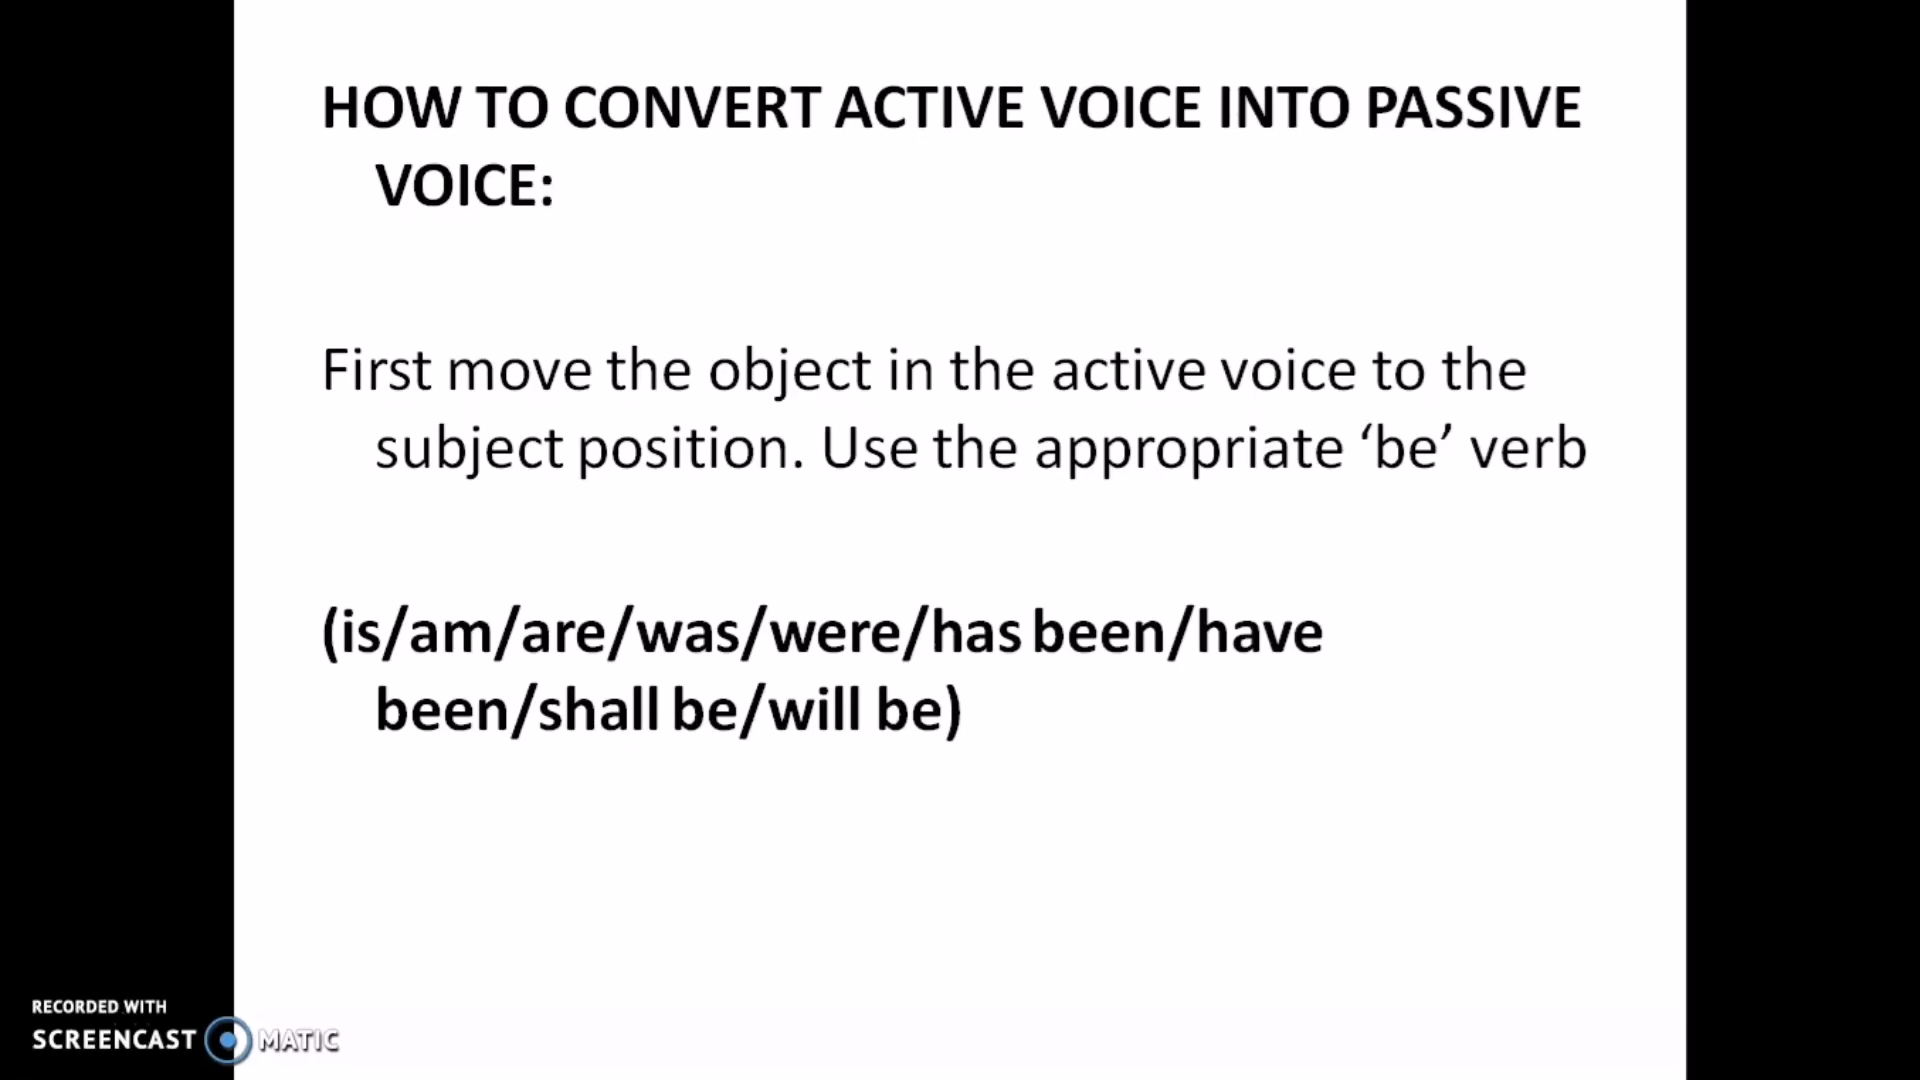 HOW TO CONVERT ACTIVE VOICE INTO PASSIVE
VOICE:
First move the object in the active voice to the
subject position. Use the appropriate ‘be’ verb
(is/am/are/was/were/has been/have
been/shall be/will be)
RECORDED WITH
SCREENCAST MATIC